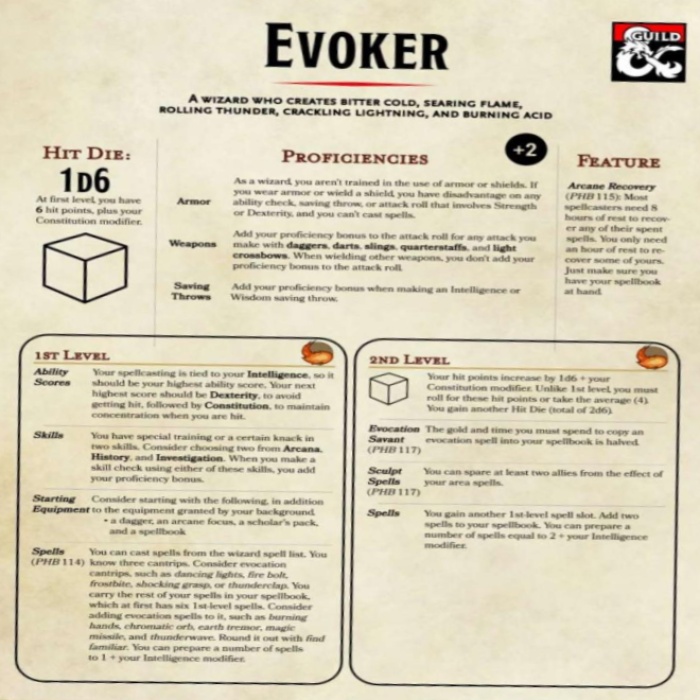 EVOKER
GUILD
A WIZARD WHO CREATES BITTER COLD, SEARING FLAME,
ROLLING THUNDER, CRACKLING LIGHTNING, AND BURNING ACID
HIT DIE:
1D6
At first level, you have
6 hit points, plus your
Constitution modifier.
PROFICIENCIES
+2
Armor
As a wizard, you aren't trained in the use of armor or shields. If
you wear armor or wield a shield, you have disadvantage on any
ability check, saving throw, or attack roll that involves Strength
or Dexterity, and you can't cast spells.
Weapons
Add your proficiency bonus to the attack roll for any attack you
make with daggers, darts, slings, quarterstaffs, and light
crossbows. When wielding other weapons, you don't add your
proficiency bonus to the attack roll.
Saving
Throws
Add your proficiency bonus when making an Intelligence or
Wisdom saving throw.
FEATURE
Arcane Recovery
(PHB 115): Most
spellcasters need 8
hours of rest to recov-
er any of their spent
spells. You only need
an hour of rest to re-
cover some of yours.
Just make sure you
have your spellbook
at hand.
1ST LEVEL
Ability
Scores
Your spellcasting is tied to your Intelligence, so it
should be your highest ability score. Your next
highest score should be Dexterity, to avoid
getting hit, followed by Constitution, to maintain
concentration when you are hit.
Skills
You have special training or a certain knack in
two skills. Consider choosing two from Arcana,
History, and Investigation. When you make a
skill check using either of these skills, you add
your proficiency bonus.
Starting
Equipment
Consider starting with the following, in addition
to the equipment granted by your background.
• a dagger, an arcane focus, a scholar's pack,
and a spellbook
Spells
(PHB 114)
You can cast spells from the wizard spell list. You
know three cantrips. Consider evocation
cantrips, such as dancing lights, fire bolt,
frostbite, shocking grasp, or thunderclap. You
carry the rest of your spells in your spellbook,
which at first has six 1st-level spells. Consider
adding evocation spells to it, such as burning
hands, chromatic orb, earth tremor, magic
missile, and thunderwave. Round it out with find
familiar. You can prepare a number of spells
to 1 + your Intelligence modifier.
2ND LEVEL
Your hit points increase by 1d6 + your
Constitution modifier. Unlike 1st level, you must
roll for these hit points or take the average (4).
You gain another Hit Die (total of 2d6).
Evocation
Savant
(PHB 117)
The gold and time you must spend to copy an
evocation spell into your spellbook is halved.
Sculpt
Spells
(PHB 117)
You can spare at least two allies from the effect of
your area spells.
Spells
You gain another 1st-level spell slot. Add two
spells to your spellbook. You can prepare a
number of spells equal to 2 + your Intelligence
modifier.